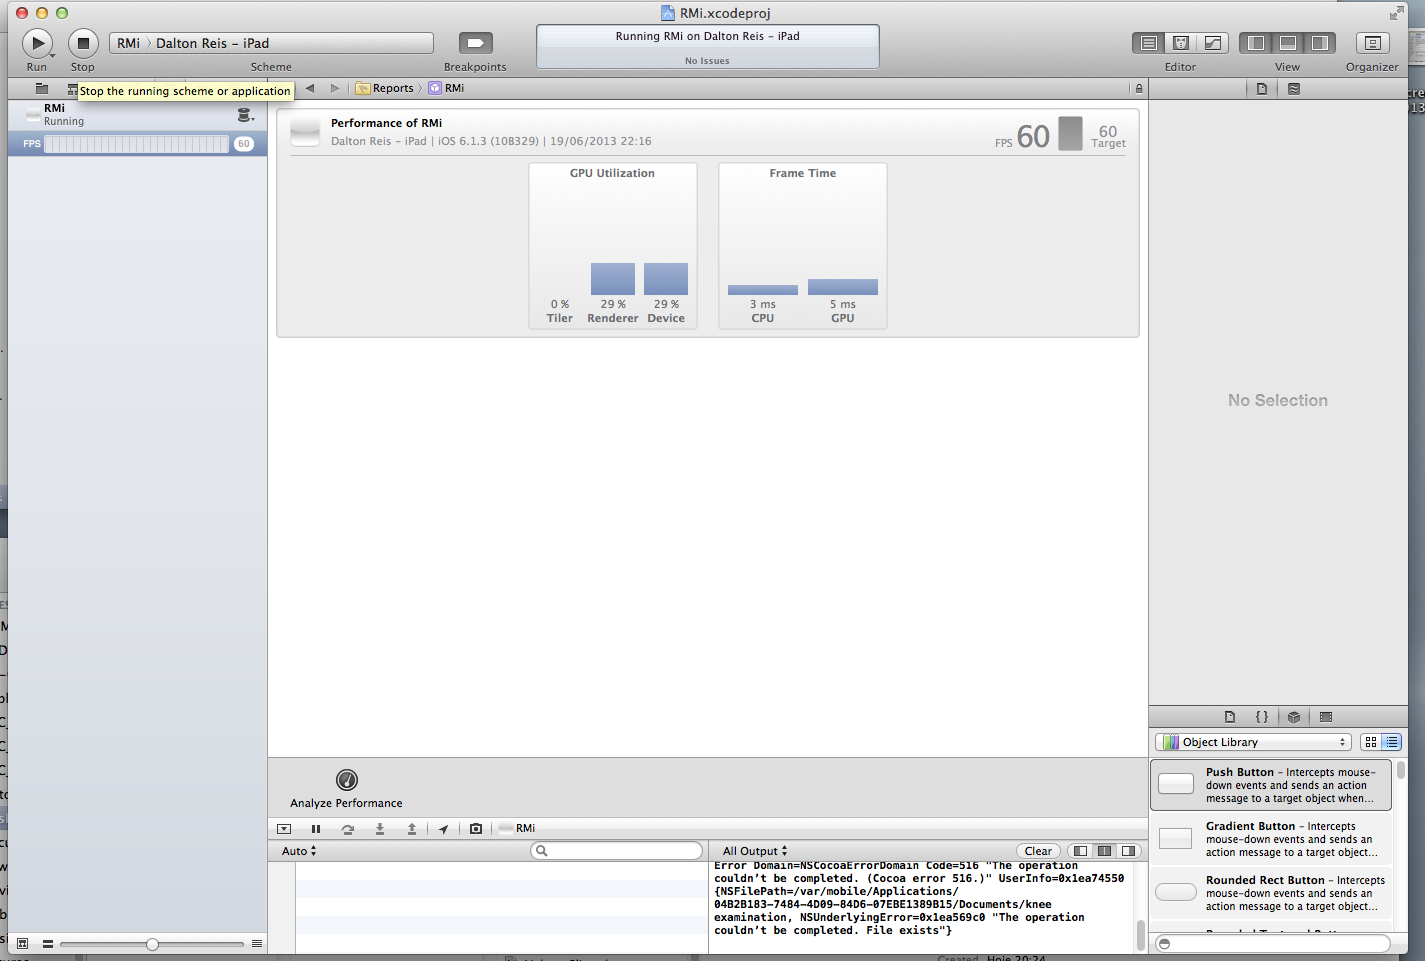 RMi.xcodeproj
RMi 〉 Dalton Reis – iPad
Running RMi on Dalton Reis – iPad
No Issues
Run
Stop
Scheme
Breakpoints
Editor
View
Organizer
Stop the running scheme or application
Reports
RMi
RMi
Running
FPS
60
Performance of RMi
Dalton Reis – iPad | iOS 6.1.3 (10B329) | 19/06/2013 22:16
FPS 60
60
Target
GPU Utilization
0 %
29 %
29 %
Tiler
Renderer
Device
Frame Time
3 ms
5 ms
CPU
GPU
No Selection
Analyze Performance
RMi
Auto
All Output
Clear
Error Domain=NSCocoaErrorDomain Code=516 "The operation
couldn’t be completed. (Cocoa error 516.)" UserInfo=0x1ea74550
{NSFilePath=/var/mobile/Applications/
04B2B183-7484-4D09-84D6-07EBE1389B15/Documents/knee
examination, NSUnderlyingError=0x1ea569c0 "The operation
couldn’t be completed. File exists"}
{ }
Object Library
Push Button – Intercepts mouse-
down events and sends an action
message to a target object when...
Gradient Button – Intercepts
mouse-down events and sends an
action message to a target object...
Rounded Rect Button – Intercepts
mouse-down events and sends an
action message to a target object...
Created Hoje 20:24